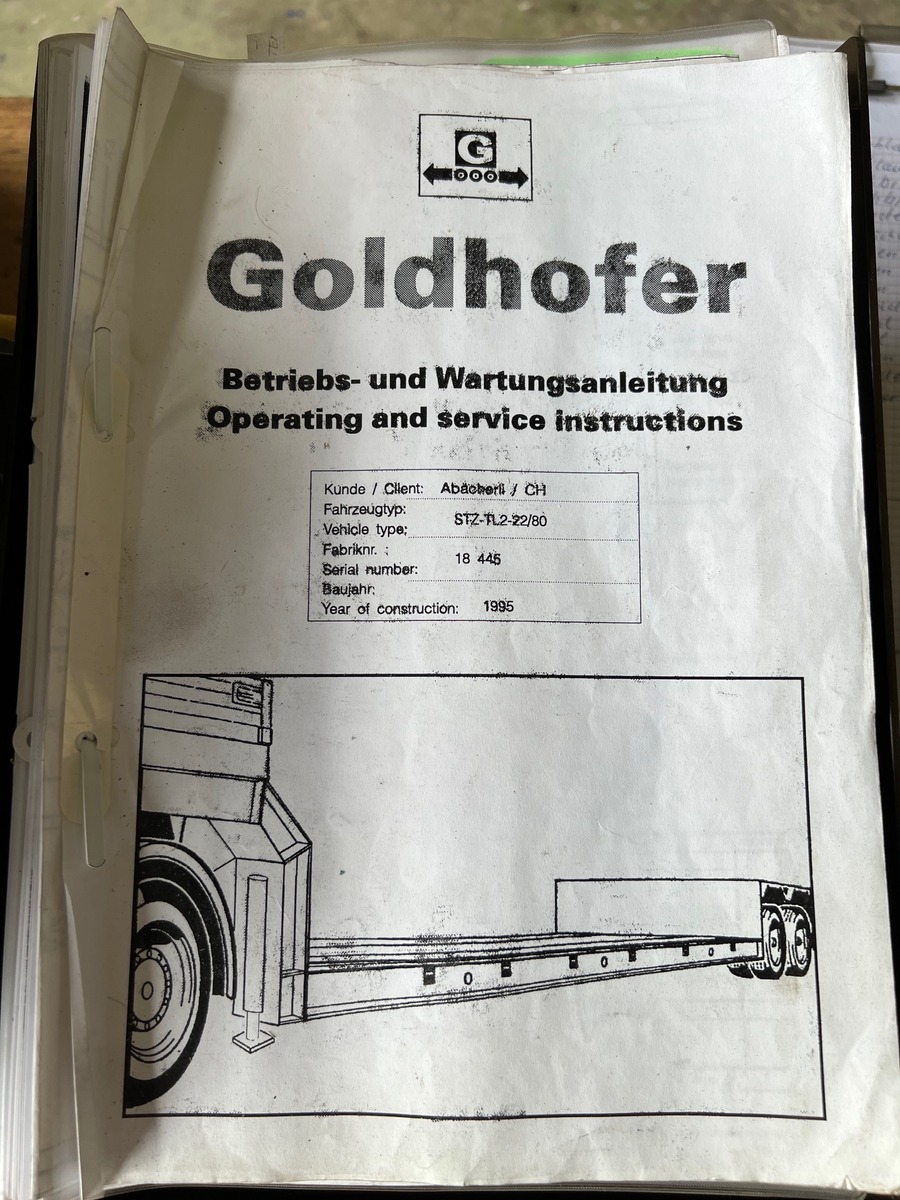 G
Goldhofer
Betriebs- und Wartungsanleitung
Operating and service instructions
Kunde / Client: Abächerli / CH
Fahrzeugtyp:
Vehicle type: STZ-TL2-22/80
Fabriknr. :
Serial number: 18 445
Baujahr:
Year of construction: 1995